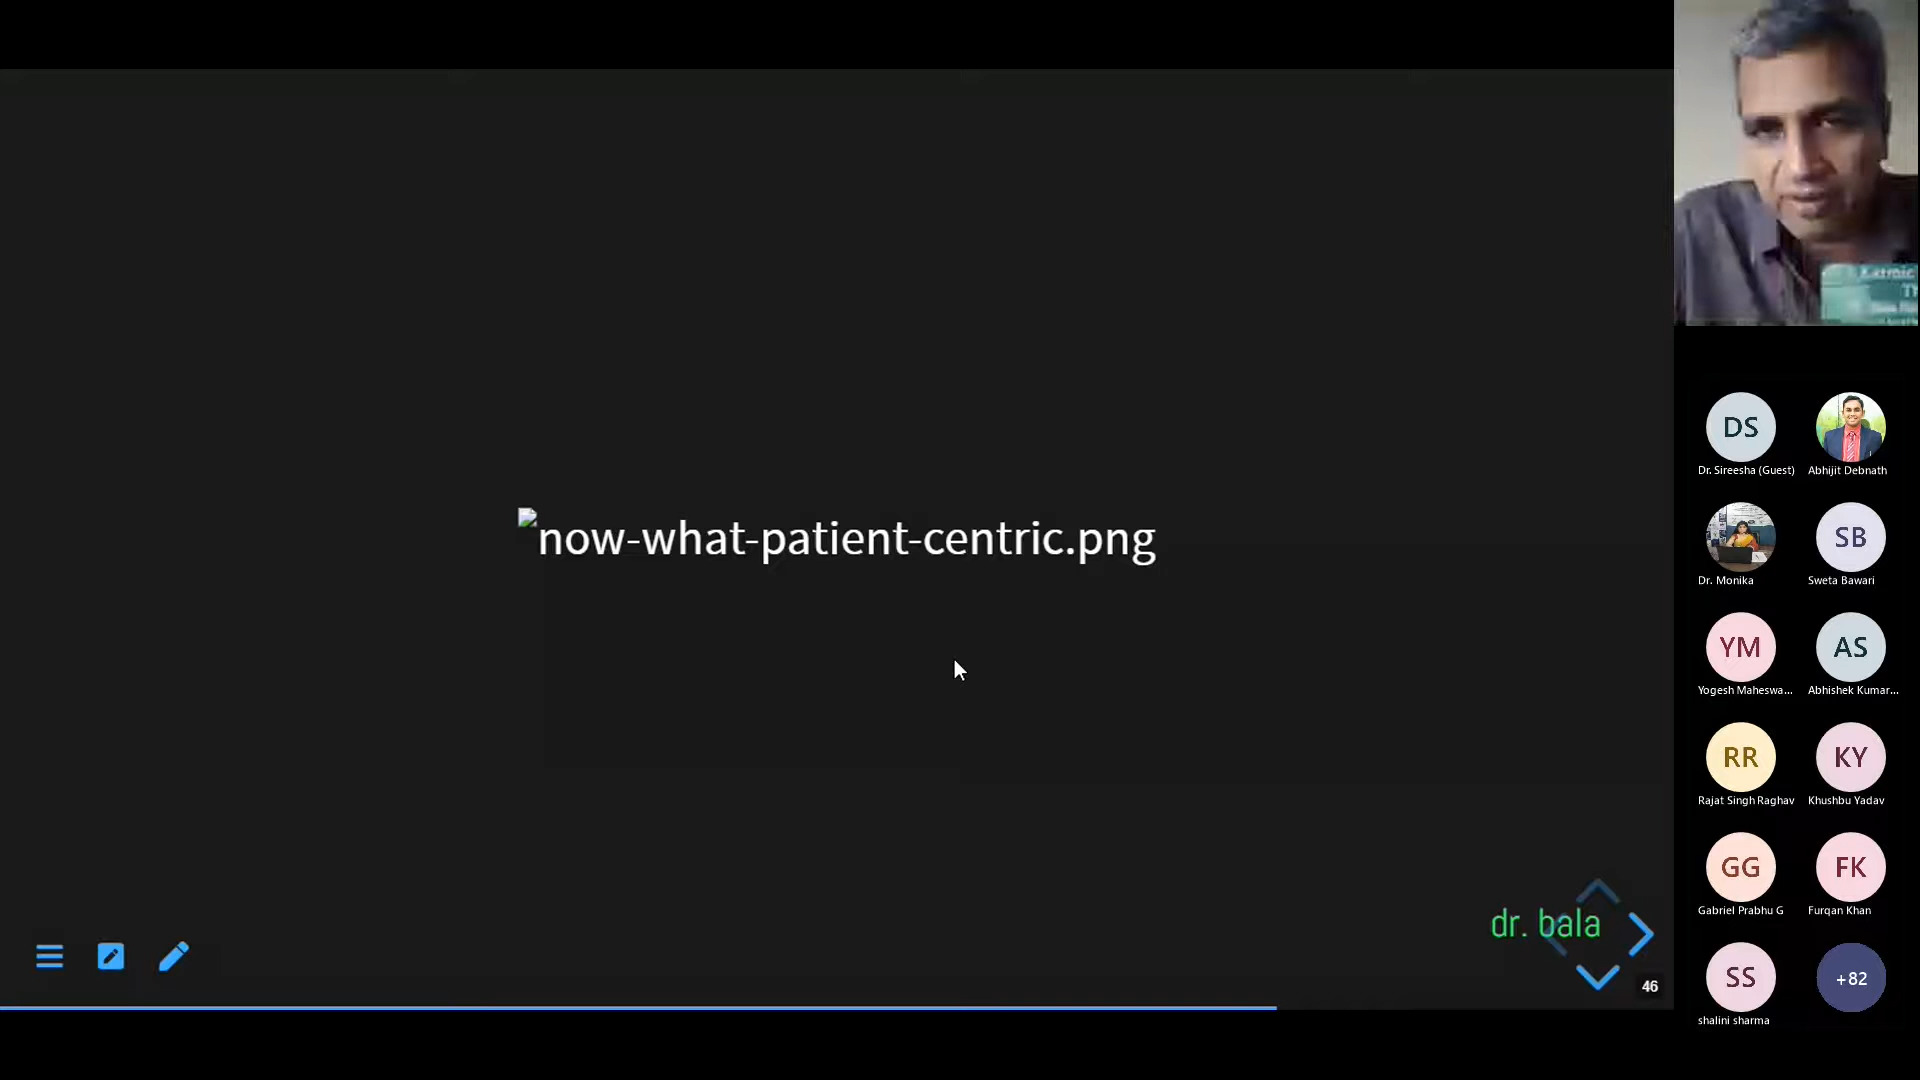 now-what-patient-centric.png
dr. bala
46
DS
Dr. Sireesha (Guest)
Abhijit Debnath
Dr. Monika
SB
Sweta Bawari
YM
Yogesh Maheswa...
AS
Abhishek Kumar...
RR
Rajat Singh Raghav
KY
Khushbu Yadav
GG
Gabriel Prabhu G
FK
Furqan Khan
SS
shalini sharma
+82